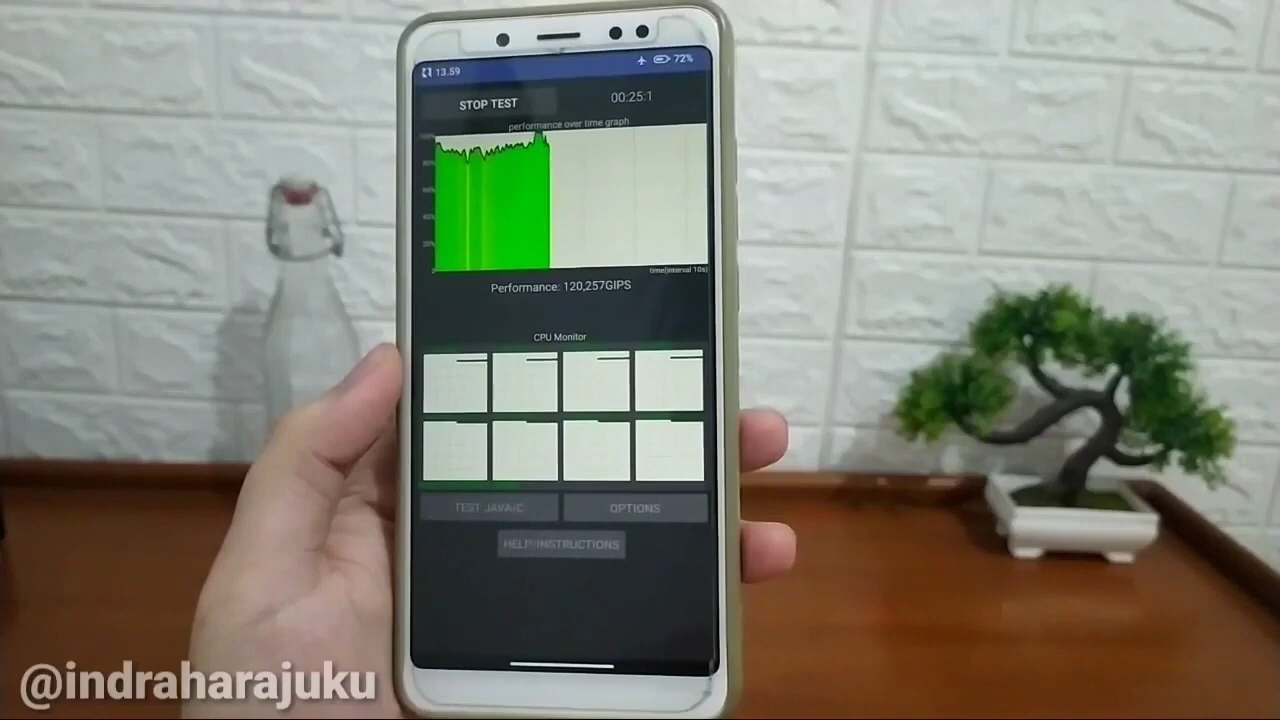 13.59
72%
STOP TEST
00:25:1
performance over time graph
time(interval 10s)
Performance: 120,257GIPS
CPU Monitor
TEST JAVA/C
OPTIONS
HELP/INSTRUCTIONS
@indraharajuku